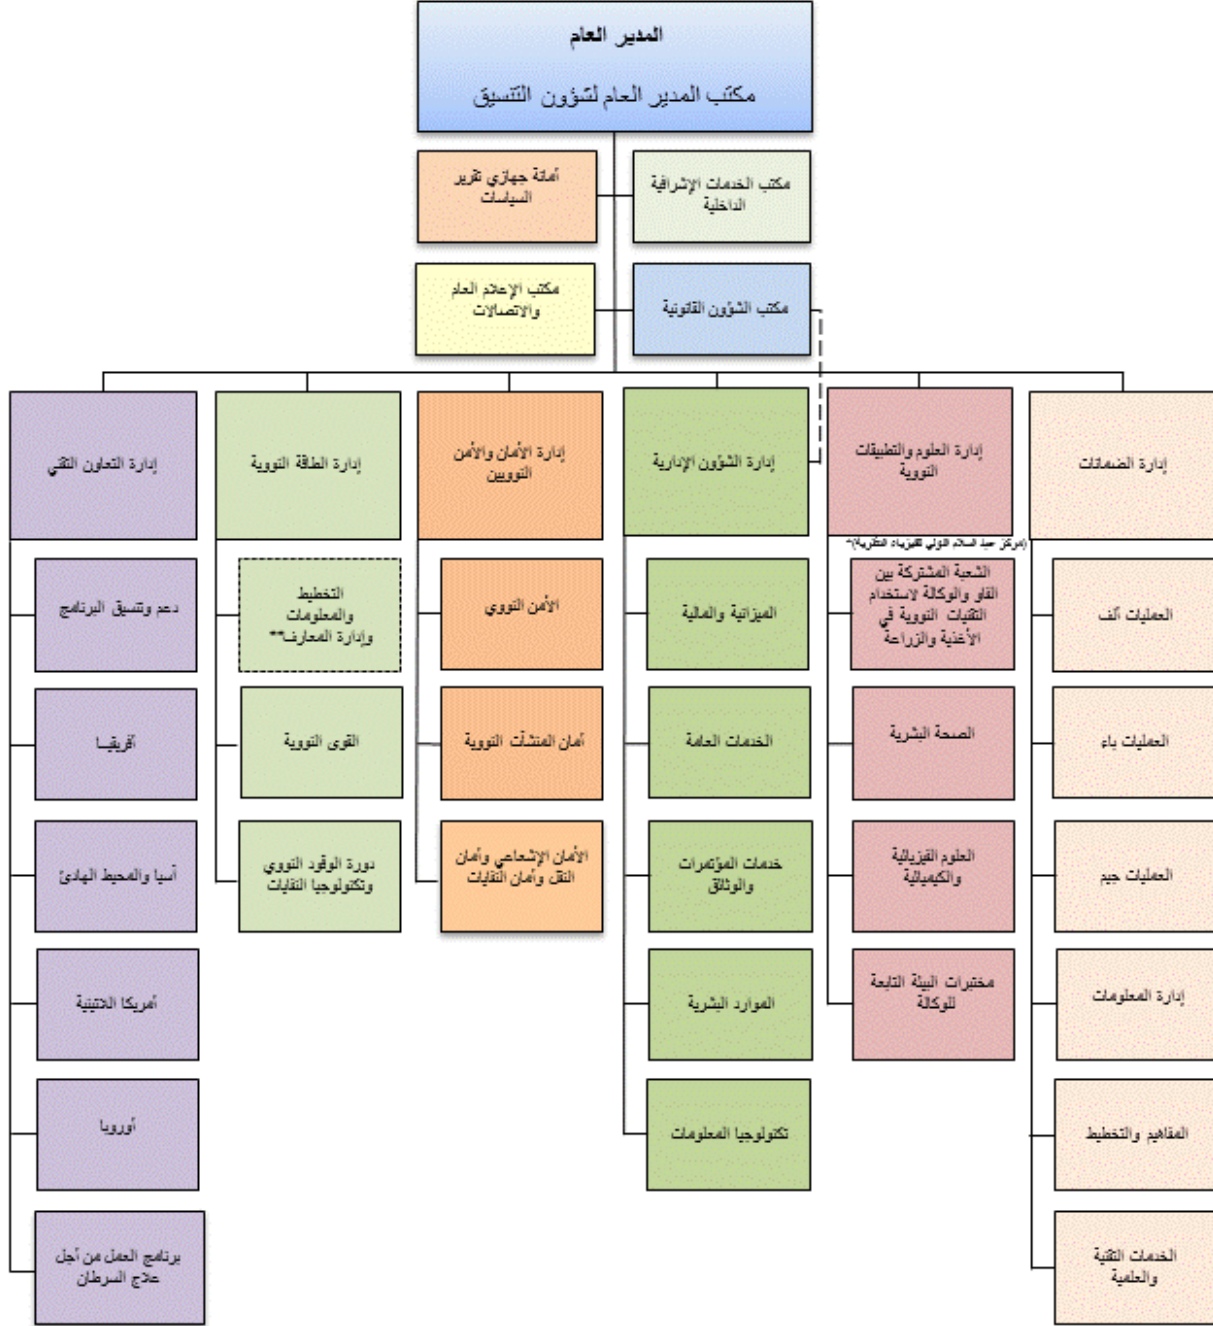 المدير العام
مكتب المدير العام لشؤون التنسيق
مكتب الخدمات الإشرافية
الداخلية
أمانة جهازي تقرير
السياسات
مكتب الشؤون القانونية
مكتب الإعلام العام
والاتصالات
إدارة الضمانات
العمليات ألف
العمليات باء
العمليات جيم
إدارة المعلومات
المفاهيم والتخطيط
الخدمات التقنية
والعلمية
إدارة العلوم والتطبيقات
النووية
(مركز عبد السلام الدولي للفيزياء النظرية)*
الشعبة المشتركة بين
الفاو والوكالة لاستخدام
التقنيات النووية في
الأغذية والزراعة
الصحة البشرية
العلوم الفيزيائية
والكيميائية
مختبرات البيئة التابعة
للوكالة
إدارة الشؤون الإدارية
الميزانية والمالية
الخدمات العامة
خدمات المؤتمرات
والوثائق
الموارد البشرية
تكنولوجيا المعلومات
إدارة الأمان والأمن
النوويين
الأمن النووي
أمان المنشآت النووية
الأمان الإشعاعي وأمان
النقل وأمان النفايات
إدارة الطاقة النووية
التخطيط
والمعلومات
وإدارة المعارف**
القوى النووية
دورة الوقود النووي
وتكنولوجيا النفايات
إدارة التعاون التقني
دعم وتنسيق البرنامج
أفريقيا
آسيا والمحيط الهادئ
أمريكا اللاتينية
أوروبا
برنامج العمل من أجل
علاج السرطان